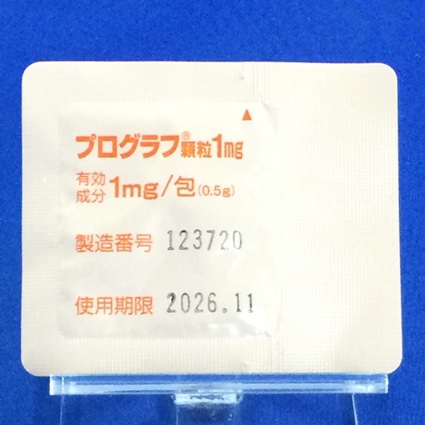 ▲
プログラフ®顆粒1mg
有効成分 1mg/包(0.5g)
製造番号 123720
使用期限 2026.11